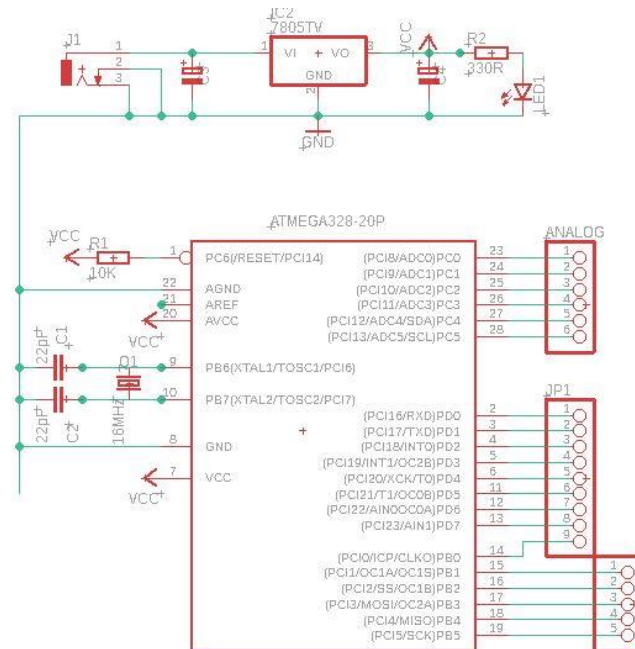 IC2
7805TV
J1
1
2
3
1
VI
VO
3
GND
2
C3
VCC
C4
R2
330R
LED1
GND
ATMEGA328-20P
VCC
R1
10K
1
PC6(/RESET/PCI14)
22
AGND
21
AREF
20
AVCC
VCC
22pF
C1
Q1
16MHz
9
PB6(XTAL1/TOSC1/PCI6)
10
PB7(XTAL2/TOSC2/PCI7)
22pF
C2
8
GND
7
VCC
VCC
ANALOG
(PCI8/ADC0)PC0 23 1
(PCI9/ADC1)PC1 24 2
(PCI10/ADC2)PC2 25 3
(PCI11/ADC3)PC3 26 4
(PCI12/ADC4/SDA)PC4 27 5
(PCI13/ADC5/SCL)PC5 28 6
JP1
(PCI16/RXD)PD0 2 1
(PCI17/TXD)PD1 3 2
(PCI18/INT0)PD2 4 3
(PCI19/INT1/OC2B)PD3 5 4
(PCI20/XCK/T0)PD4 6 5
(PCI21/T1/OC0B)PD5 11 6
(PCI22/AIN0OC0A)PD6 12 7
(PCI23/AIN1)PD7 13 8
9
(PCI0/ICP/CLKO)PB0 14
(PCI1/OC1A/OC1S)PB1 15 1
(PCI2/SS/OC1B)PB2 16 2
(PCI3/MOSI/OC2A)PB3 17 3
(PCI4/MISO)PB4 18 4
(PCI5/SCK)PB5 19 5